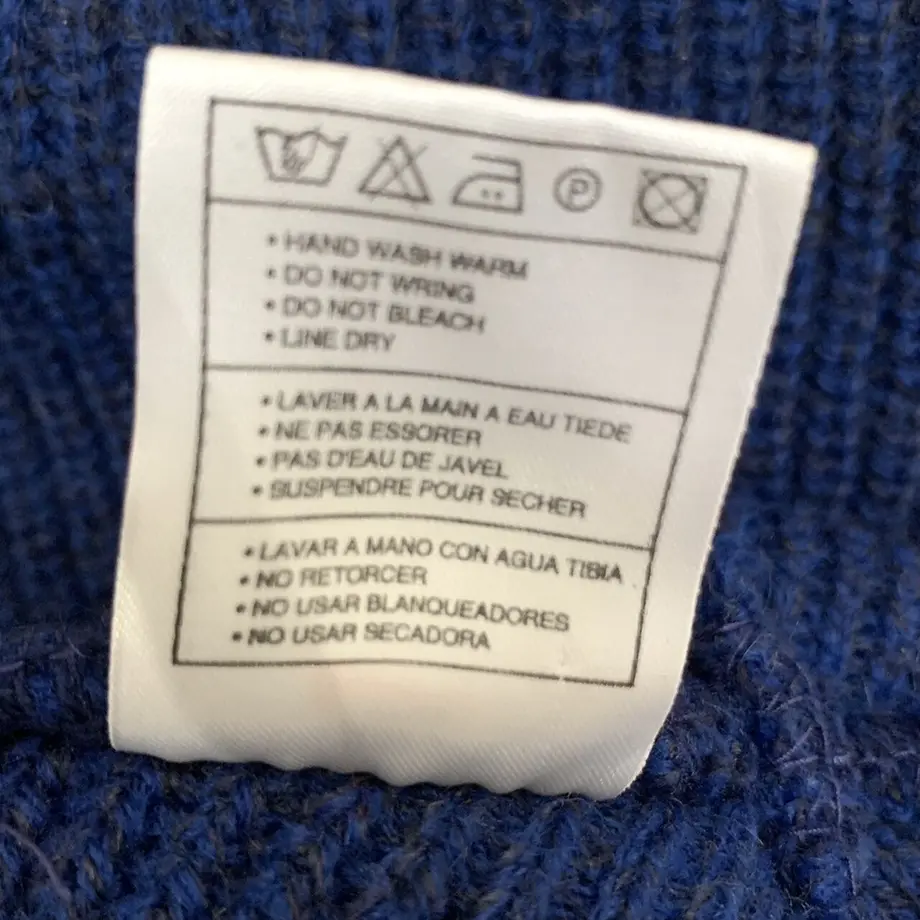 P
• HAND WASH WARM
• DO NOT WRING
• DO NOT BLEACH
• LINE DRY
• LAVER A LA MAIN A EAU TIEDE
• NE PAS ESSORER
• PAS D'EAU DE JAVEL
• SUSPENDRE POUR SECHER
• LAVAR A MANO CON AGUA TIBIA
• NO RETORCER
• NO USAR BLANQUEADORES
• NO USAR SECADORA